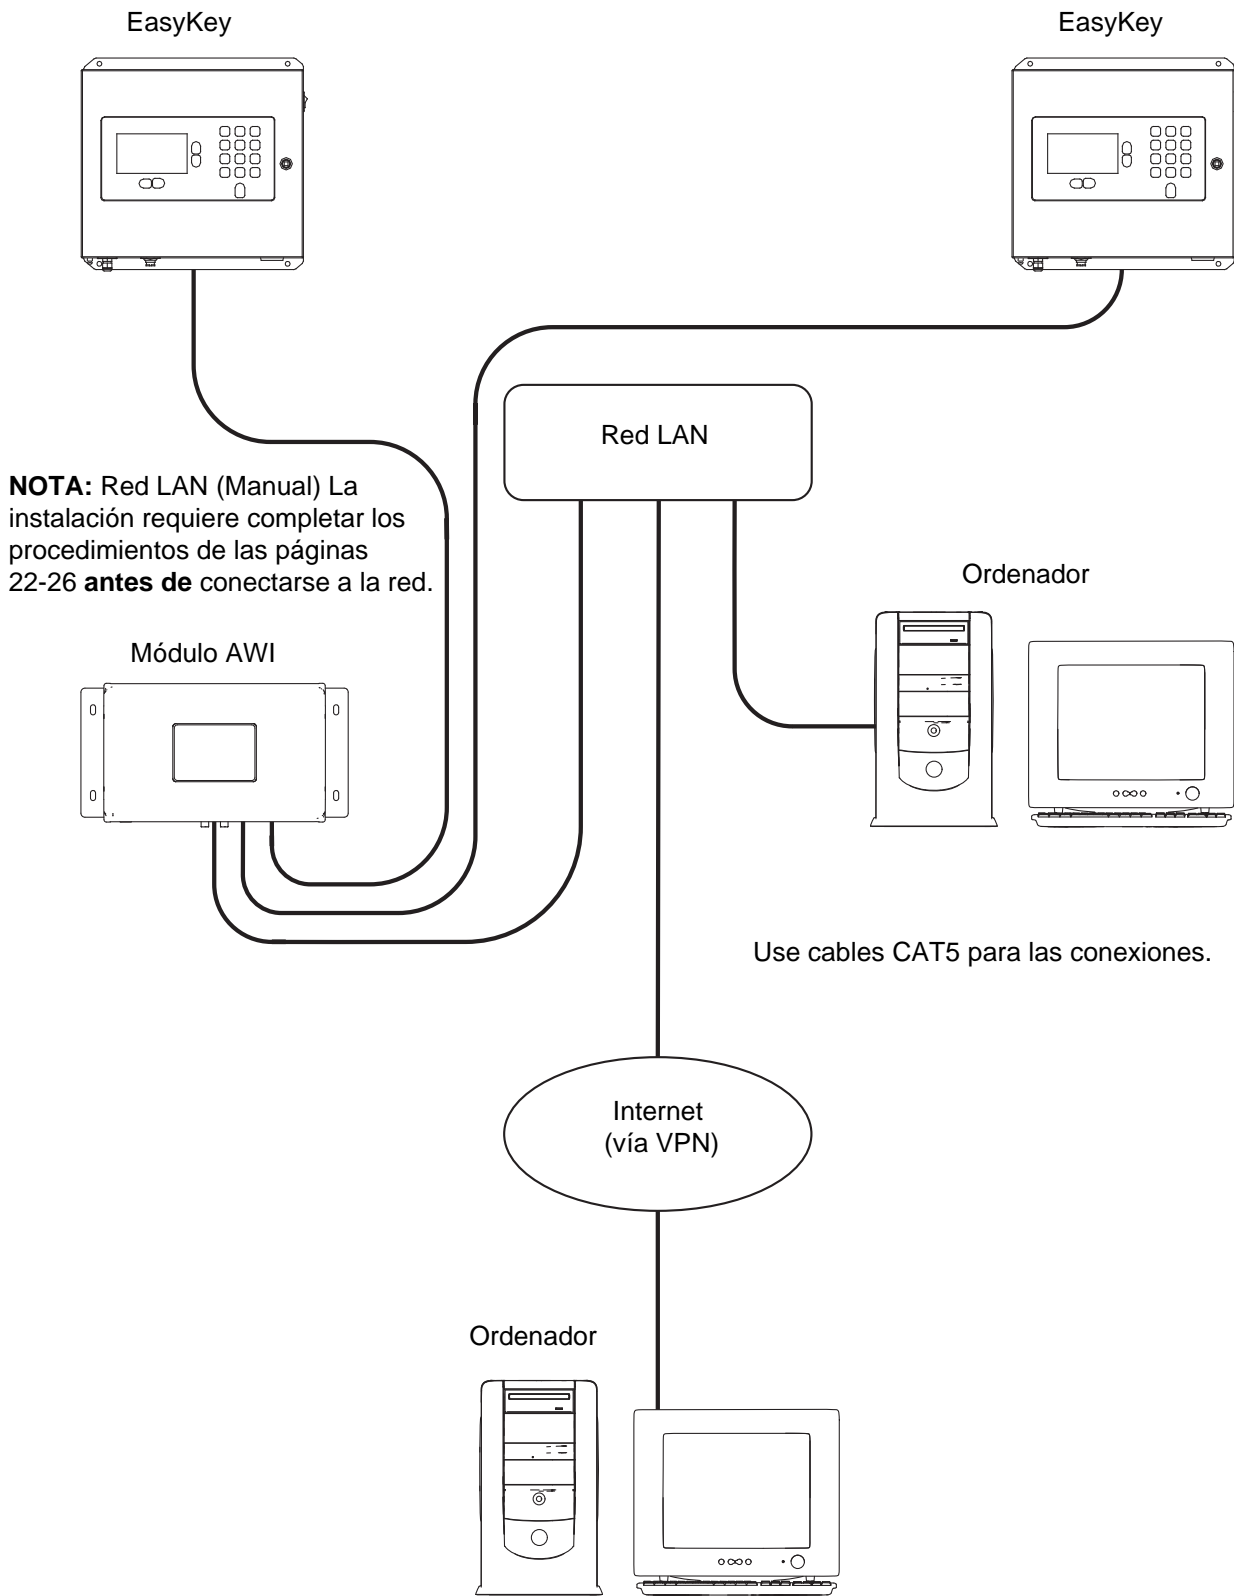 EasyKey
EasyKey
Red LAN
NOTA: Red LAN (Manual) La
instalación requiere completar los
procedimientos de las páginas
22-26 antes de conectarse a la red.
Ordenador
Módulo AWI
Use cables CAT5 para las conexiones.
Internet
(vía VPN)
Ordenador